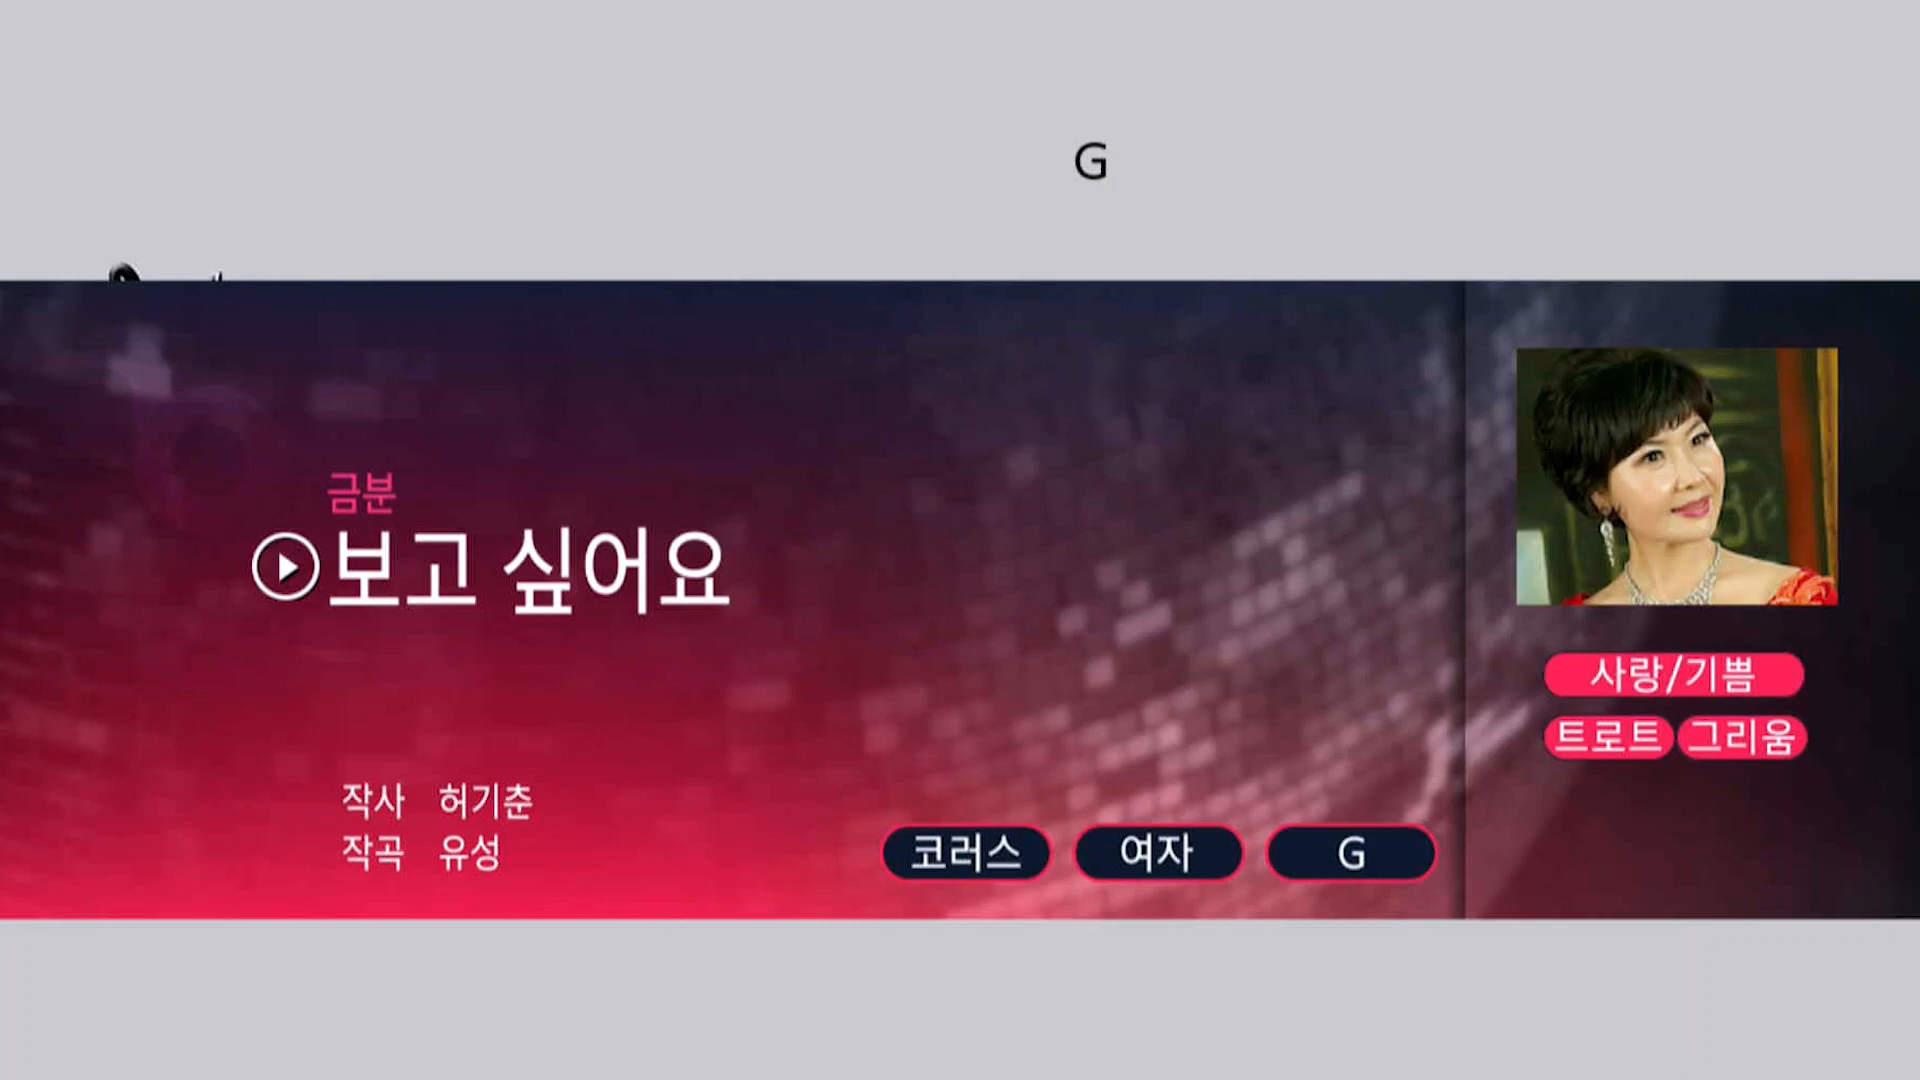 G
금분
보고 싶어요
작사 허기춘
작곡 유성
코러스 여자 G
사랑/기쁨
트로트 그리움